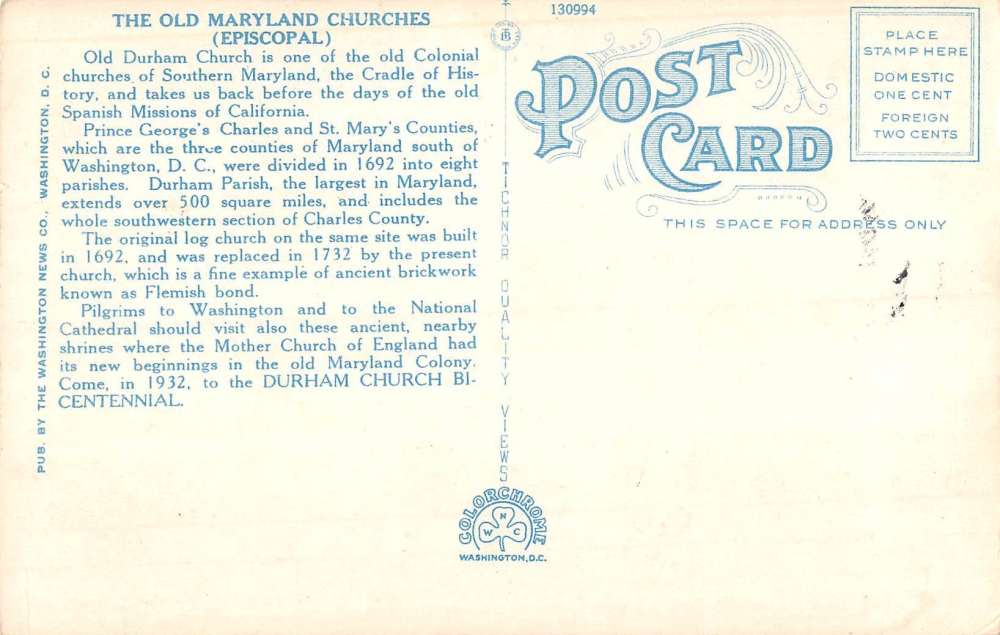 THE OLD MARYLAND CHURCHES
(EPISCOPAL)
Old Durham Church is one of the old Colonial
churches of Southern Maryland, the Cradle of His-
tory, and takes us back before the days of the old
Spanish Missions of California.
Prince George's Charles and St. Mary's Counties,
which are the three counties of Maryland south of
Washington, D. C., were divided in 1692 into eight
parishes. Durham Parish, the largest in Maryland,
extends over 500 square miles, and includes the
whole southwestern section of Charles County.
The original log church on the same site was built
in 1692, and was replaced in 1732 by the present
church, which is a fine example of ancient brickwork
known as Flemish bond.
Pilgrims to Washington and to the National
Cathedral should visit also these ancient, nearby
shrines where the Mother Church of England had
its new beginnings in the old Maryland Colony.
Come, in 1932, to the DURHAM CHURCH BI-
CENTENNIAL.
PUB. BY THE WASHINGTON NEWS CO., WASHINGTON, D. C.
TICHNOR QUALITY VIEWS
COLORCHROME
N
W C
WASHINGTON, D.C.
130994
POST
CARD
PLACE
STAMP HERE
DOMESTIC
ONE CENT
FOREIGN
TWO CENTS
THIS SPACE FOR ADDRESS ONLY